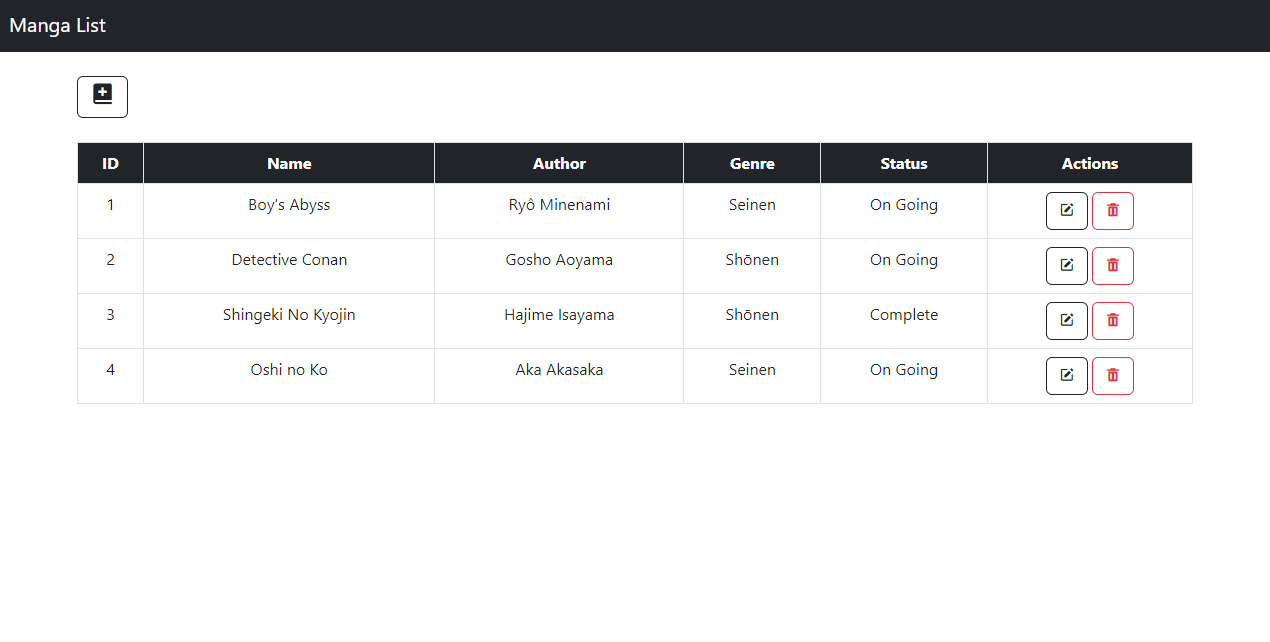 Manga List
ID Name Author Genre Status Actions
1 Boy's Abyss Ryô Minenami Seinen On Going
2 Detective Conan Gosho Aoyama Shōnen On Going
3 Shingeki No Kyojin Hajime Isayama Shōnen Complete
4 Oshi no Ko Aka Akasaka Seinen On Going